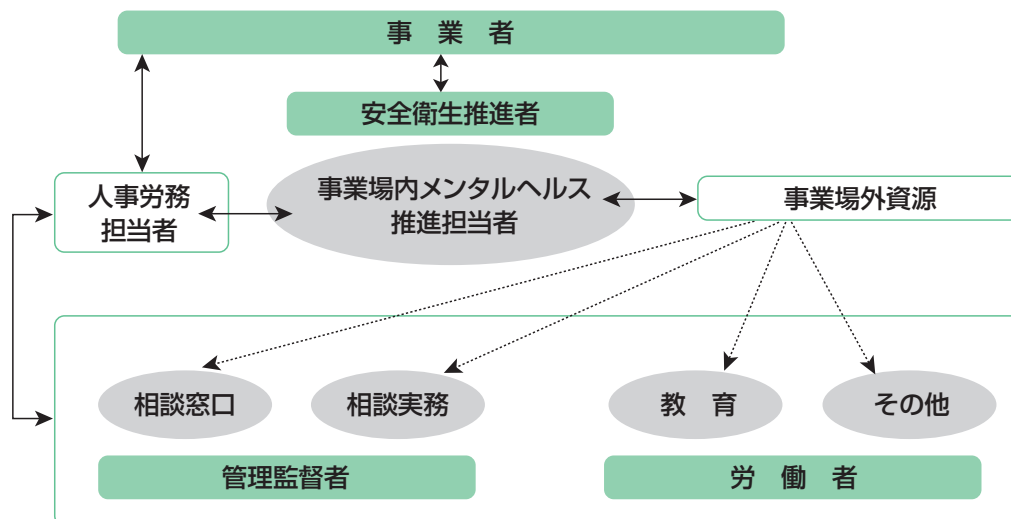 事　業　者
安全衛生推進者
人事労務
担当者
事業場内メンタルヘルス
推進担当者
事業場外資源
相談窓口
相談実務
教　育
その他
管理監督者
労　働　者